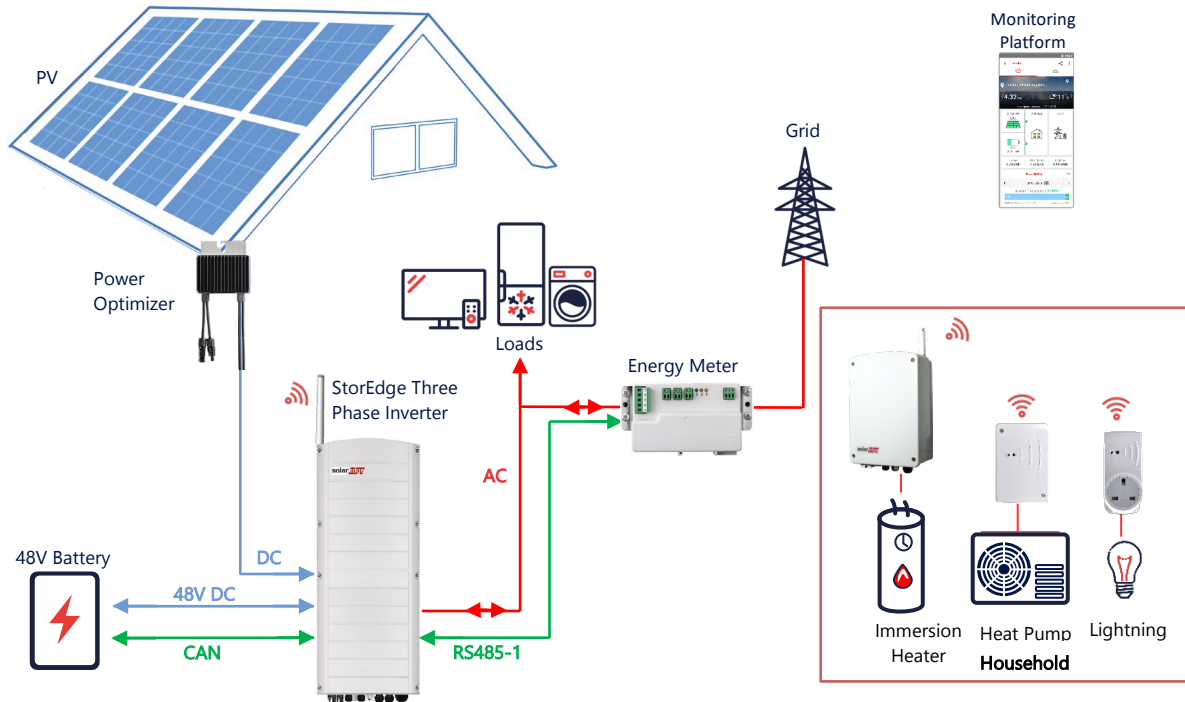 Monitoring
Platform
PV
Grid
Power
Optimizer
Loads
Energy Meter
StorEdge Three
Phase Inverter
solar
AC
48V Battery
DC
48V DC
CAN
RS485-1
Immersion
Heater
Heat Pump
Lightning
Household